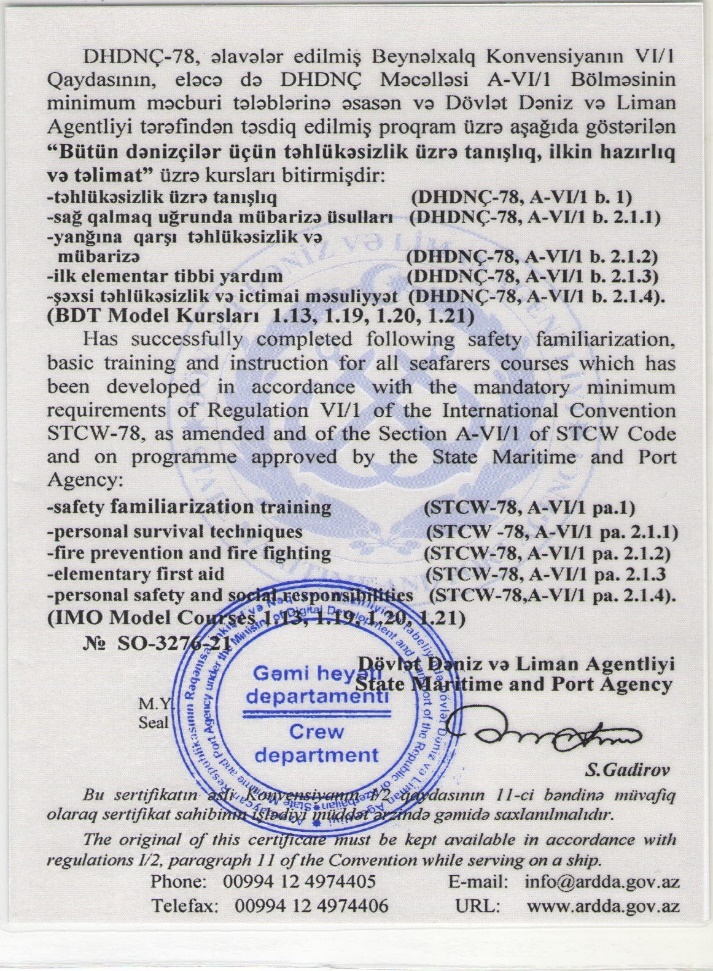 DHDNÇ-78, əlavələr edilmiş Beynəlxalq Konvensiyanın VI/1
Qaydasının, eləcə də DHDNÇ Məcəlləsi A-VI/1 Bölməsinin
minimum məcburi tələblərinə əsasən və Dövlət Dəniz və Liman
Agentliyi tərəfindən təsdiq edilmiş proqram üzrə aşağıda göstərilən
“Bütün dənizçilər üçün təhlükəsizlik üzrə tanışlıq, ilkin hazırlıq
və təlimat” üzrə kursları bitirmişdir:
-təhlükəsizlik üzrə tanışlıq (DHDNÇ-78, A-VI/1 b. 1)
-sağ qalmaq uğrunda mübarizə üsulları (DHDNÇ-78, A-VI/1 b. 2.1.1)
-yanğına qarşı təhlükəsizlik və
mübarizə (DHDNÇ-78, A-VI/1 b. 2.1.2)
-ilk elementar tibbi yardım (DHDNÇ-78, A-VI/1 b. 2.1.3)
-şəxsi təhlükəsizlik və ictimai məsuliyyət (DHDNÇ-78, A-VI/1 b. 2.1.4).
(BDT Model Kursları 1.13, 1.19, 1.20, 1.21)
Has successfully completed following safety familiarization,
basic training and instruction for all seafarers courses which has
been developed in accordance with the mandatory minimum
requirements of Regulation VI/1 of the International Convention
STCW-78, as amended and of the Section A-VI/1 of STCW Code
and on programme approved by the State Maritime and Port
Agency:
-safety familiarization training (STCW-78, A-VI/1 pa.1)
-personal survival techniques (STCW -78, A-VI/1 pa. 2.1.1)
-fire prevention and fire fighting (STCW-78, A-VI/1 pa. 2.1.2)
-elementary first aid (STCW-78, A-VI/1 pa. 2.1.3
-personal safety and social responsibilities (STCW-78,A-VI/1 pa. 2.1.4).
(IMO Model Courses 1.13, 1.19, 1.20, 1.21)
№ SO-3276-21
Dövlət Dəniz və Liman Agentliyi
State Maritime and Port Agency
Gəmi heyəti
departamenti
Crew
department
M.Y.
Seal
S.Gadirov
Bu sertifikatın əsli Konvensiyanın I/2 qaydasının 11-ci bəndinə müvafiq
olaraq sertifikat sahibinin işlədiyi müddət ərzində gəmidə saxlanılmalıdır.
The original of this certificate must be kept available in accordance with
regulations I/2, paragraph 11 of the Convention while serving on a ship.
Phone: 00994 12 4974405 E-mail: info@ardda.gov.az
Telefax: 00994 12 4974406 URL: www.ardda.gov.az